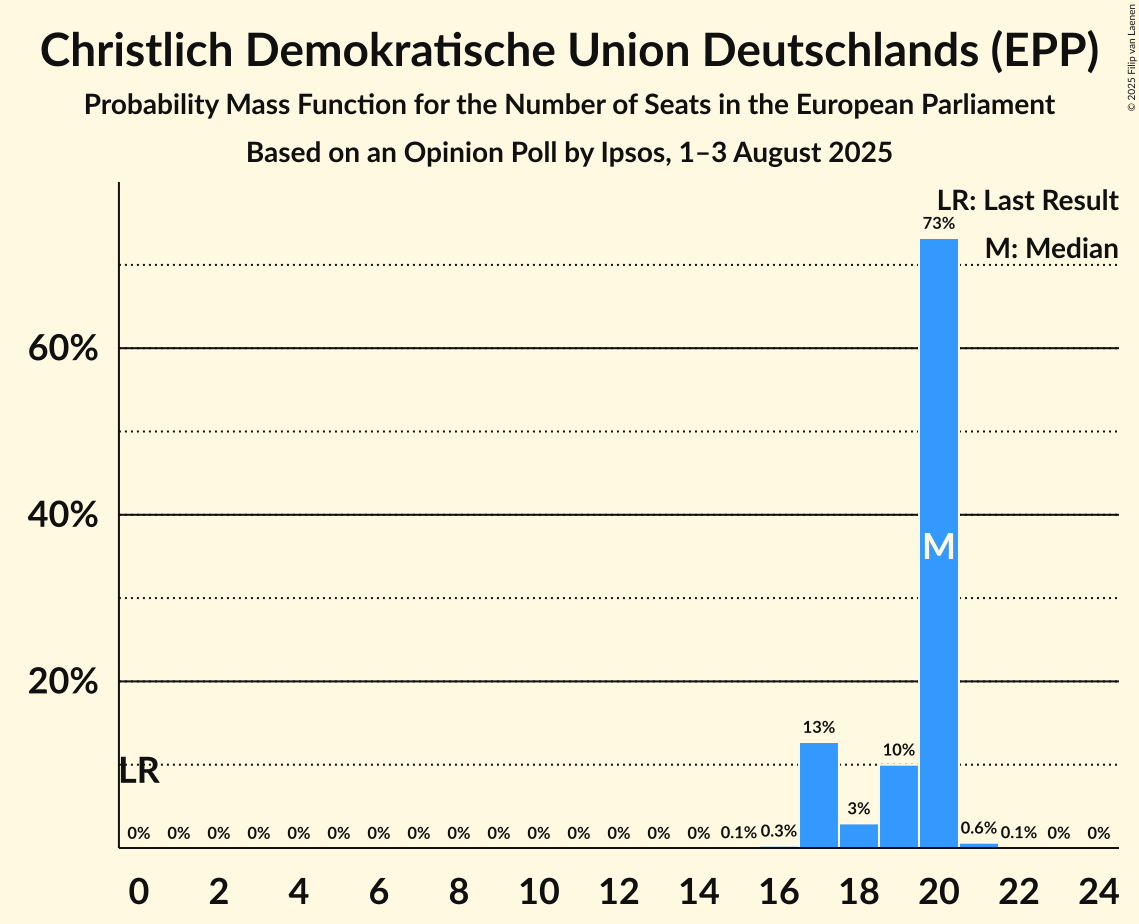 Christlich Demokratische Union Deutschlands (EPP)
Probability Mass Function for the Number of Seats in the European Parliament
Based on an Opinion Poll by Ipsos, 1–3 August 2025
© 2025 Filip van Laenen
LR: Last Result
M: Median
73%
60%
40%
M
20%
13%
10%
LR
3%
0% 0% 0% 0% 0% 0% 0% 0% 0% 0% 0% 0% 0% 0% 0% 0.1% 0.3% 0.6% 0.1% 0% 0%
0 2 4 6 8 10 12 14 16 18 20 22 24